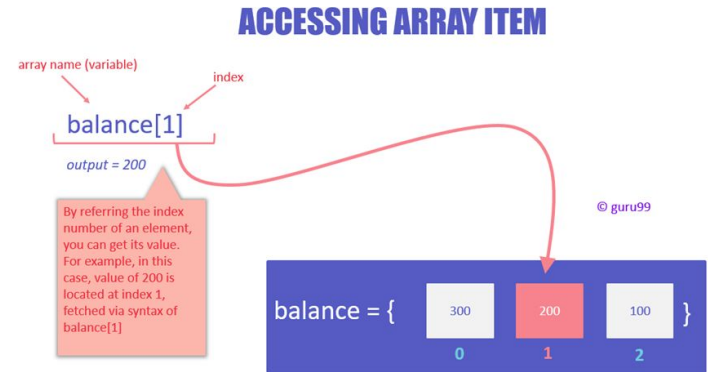 ACCESSING ARRAY ITEM
array name (variable)
index
balance[1]
output = 200
By referring the index
number of an element,
you can get its value.
For example, in this
case, value of 200 is
located at index 1,
fetched via syntax of
balance[1]
© guru99
balance = { 300 200 100 }
0 1 2